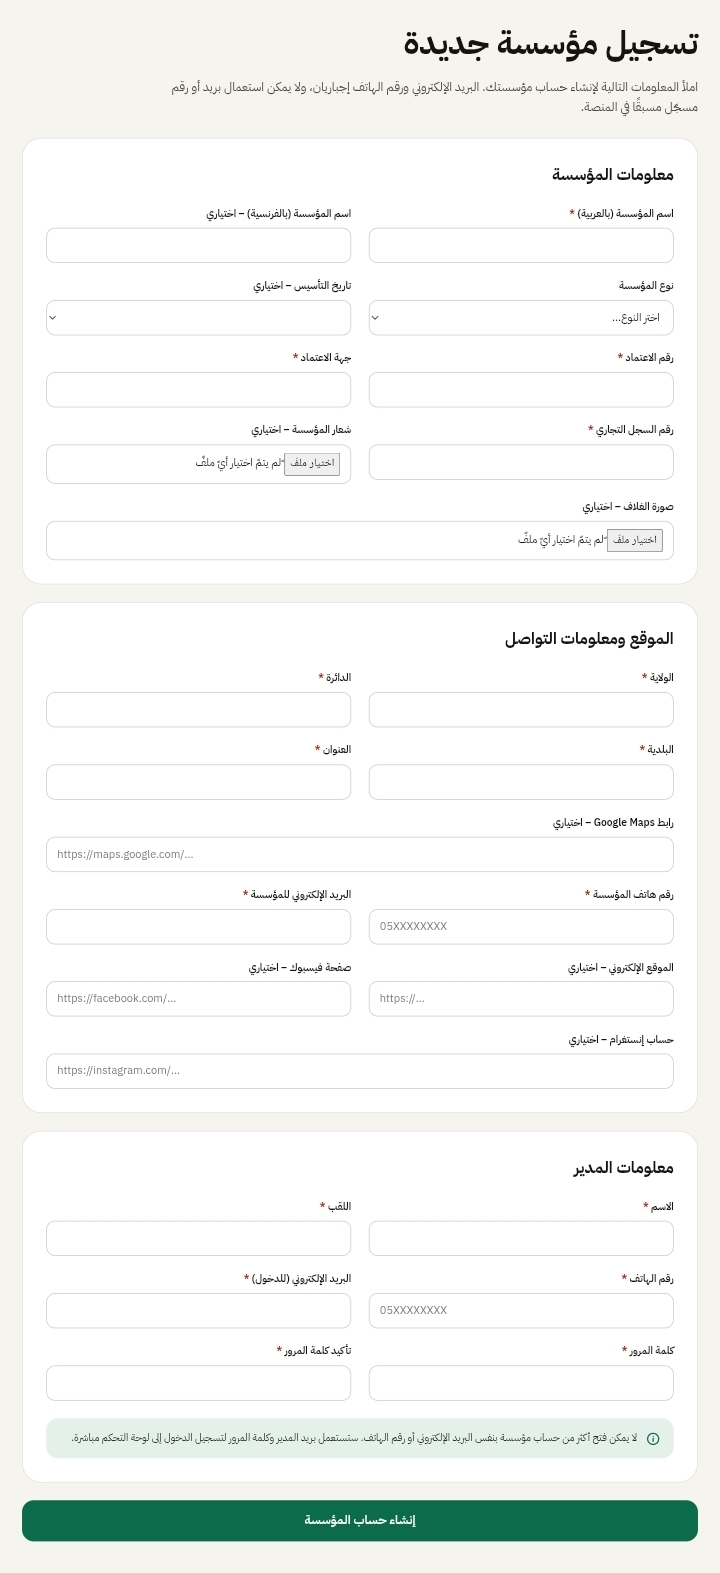 تسجيل مؤسسة جديدة
املأ المعلومات التالية لإنشاء حساب مؤسستك. البريد الإلكتروني ورقم الهاتف إجباريان، ولا يمكن استعمال بريد أو رقم
مسجّل مسبقًا في المنصة.
معلومات المؤسسة
اسم المؤسسة (بالعربية) *
اسم المؤسسة (بالفرنسية) – اختياري
نوع المؤسسة
تاريخ التأسيس – اختياري
اختر النوع...
رقم الاعتماد *
جهة الاعتماد *
رقم السجل التجاري *
شعار المؤسسة – اختياري
اختيار ملفّ لم يتمّ اختيار أيّ ملفّ
صورة الغلاف – اختياري
اختيار ملفّ لم يتمّ اختيار أيّ ملفّ
الموقع ومعلومات التواصل
الولاية *
الدائرة *
البلدية *
العنوان *
رابط Google Maps – اختياري
https://maps.google.com/...
رقم هاتف المؤسسة *
البريد الإلكتروني للمؤسسة *
05XXXXXXXX
الموقع الإلكتروني – اختياري
صفحة فيسبوك – اختياري
https://...
https://facebook.com/...
حساب إنستغرام – اختياري
https://instagram.com/...
معلومات المدير
الاسم *
اللقب *
رقم الهاتف *
البريد الإلكتروني (للدخول) *
05XXXXXXXX
كلمة المرور *
تأكيد كلمة المرور *
لا يمكن فتح أكثر من حساب مؤسسة بنفس البريد الإلكتروني أو رقم الهاتف. ستستعمل بريد المدير وكلمة المرور لتسجيل الدخول إلى لوحة التحكم مباشرة.
إنشاء حساب المؤسسة